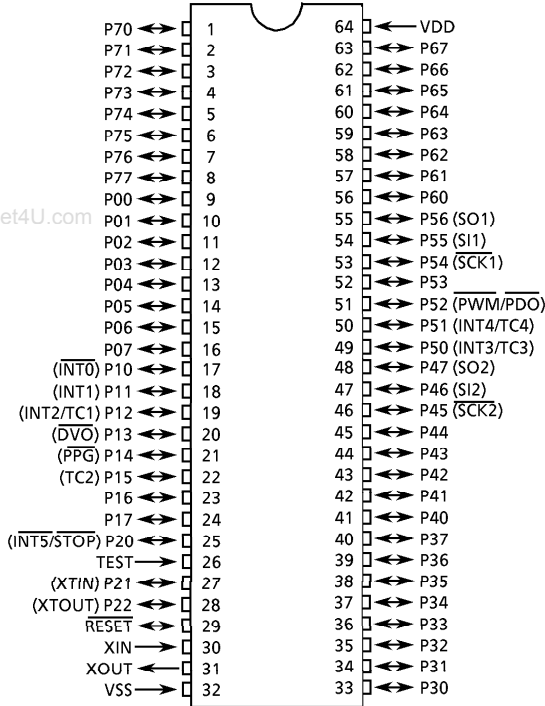 P70 1 64 VDD
P71 2 63 P67
P72 3 62 P66
P73 4 61 P65
P74 5 60 P64
P75 6 59 P63
P76 7 58 P62
P77 8 57 P61
P00 9 56 P60
et4U.com
P01 10 55 P56 (SO1)
P02 11 54 P55 (SI1)
P03 12 53 P54 (SCK1)
P04 13 52 P53
P05 14 51 P52 (PWM/PDO)
P06 15 50 P51 (INT4/TC4)
P07 16 49 P50 (INT3/TC3)
(INT0) P10 17 48 P47 (SO2)
(INT1) P11 18 47 P46 (SI2)
(INT2/TC1) P12 19 46 P45 (SCK2)
(DVO) P13 20 45 P44
(PPG) P14 21 44 P43
(TC2) P15 22 43 P42
P16 23 42 P41
P17 24 41 P40
(INT5/STOP) P20 25 40 P37
TEST 26 39 P36
(XTIN) P21 27 38 P35
(XTOUT) P22 28 37 P34
RESET 29 36 P33
XIN 30 35 P32
XOUT 31 34 P31
VSS 32 33 P30